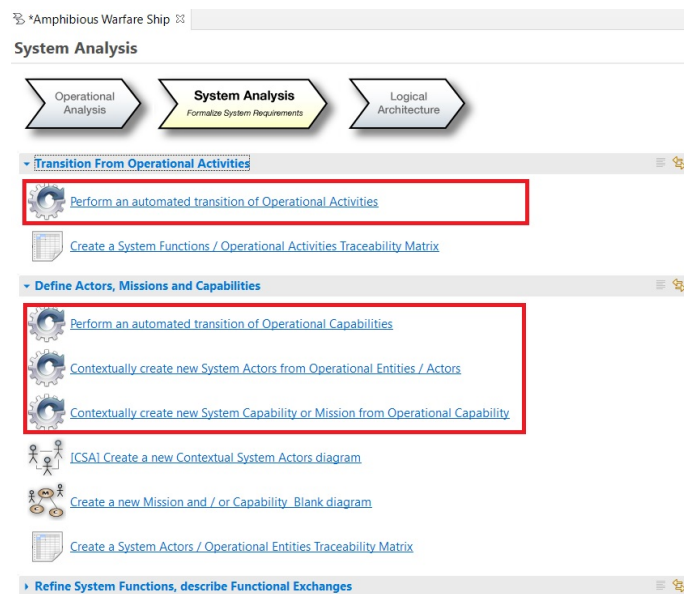 *Amphibious Warfare Ship
System Analysis
Operational
Analysis
System Analysis
Formalize System Requirements
Logical
Architecture
Transition From Operational Activities
Perform an automated transition of Operational Activities
Create a System Functions / Operational Activities Traceability Matrix
Define Actors, Missions and Capabilities
Perform an automated transition of Operational Capabilities
Contextually create new System Actors from Operational Entities / Actors
Contextually create new System Capability or Mission from Operational Capability
[CSA] Create a new Contextual System Actors diagram
Create a new Mission and / or Capability Blank diagram
Create a System Actors / Operational Entities Traceability Matrix
Refine System Functions, describe Functional Exchanges